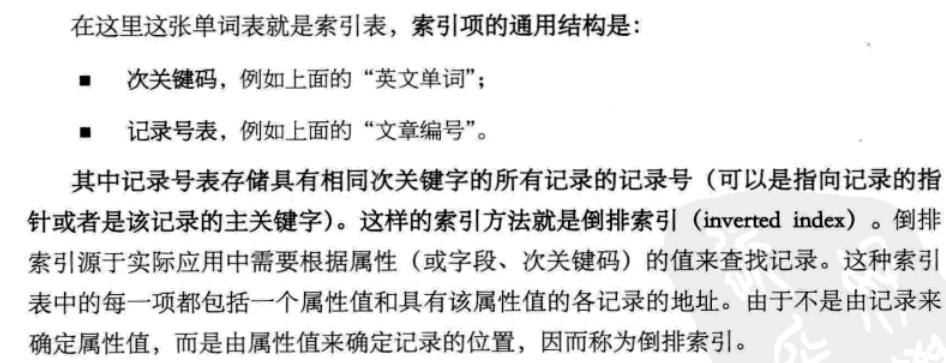 在这里这张单词表就是索引表，索引项的通用结构是：
■ 次关键码，例如上面的“英文单词”；
■ 记录号表，例如上面的“文章编号”。
其中记录号表存储具有相同次关键字的所有记录的记录号（可以是指向记录的指
针或者是该记录的主关键字）。这样的索引方法就是倒排索引（inverted index）。倒排
索引源于实际应用中需要根据属性（或字段、次关键码）的值来查找记录。这种索引
表中的每一项都包括一个属性值和具有该属性值的各记录的地址。由于不是由记录来
确定属性值，而是由属性值来确定记录的位置，因而称为倒排索引。